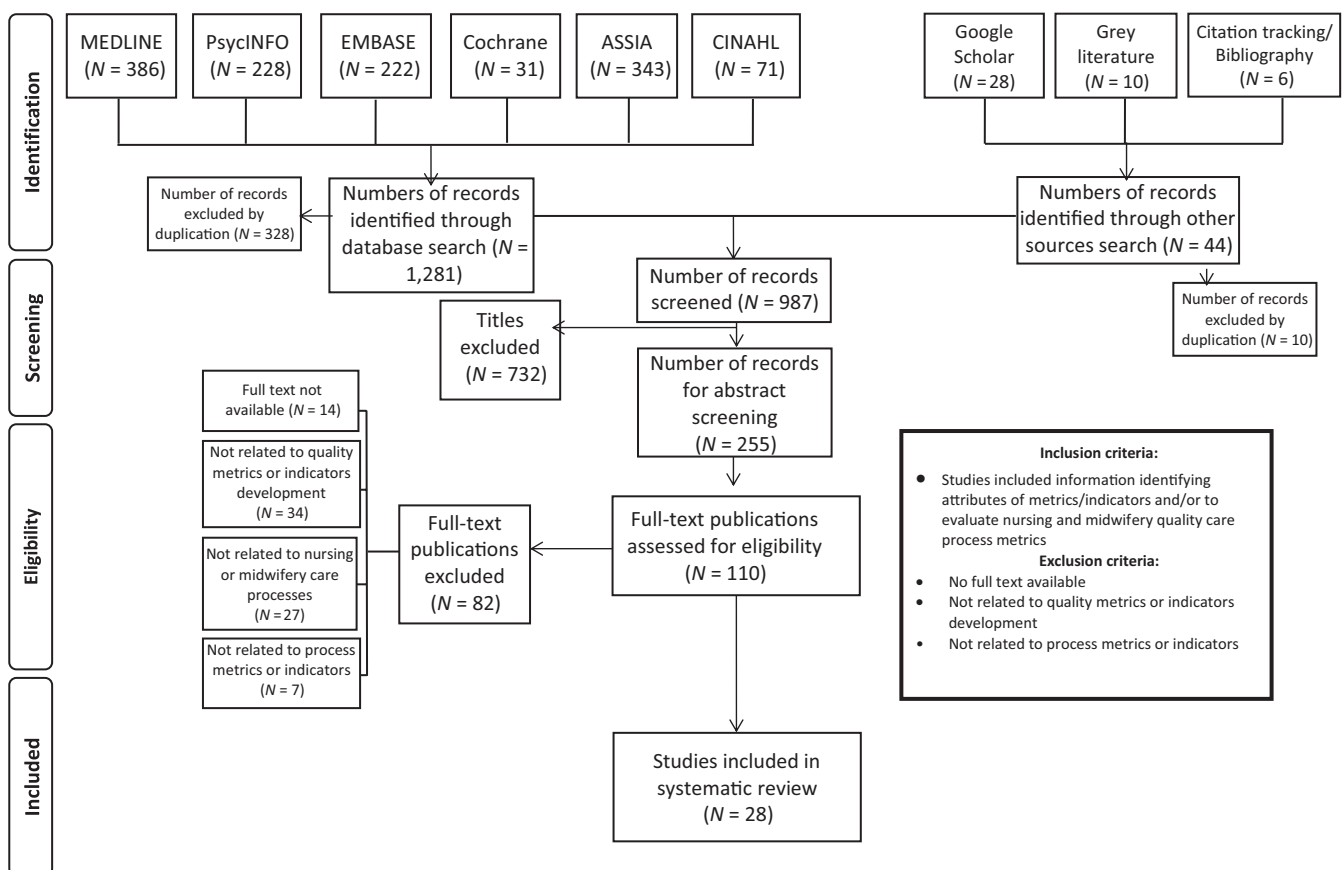 Identification
MEDLINE
(N = 386)
PsycINFO
(N = 228)
EMBASE
(N = 222)
Cochrane
(N = 31)
ASSIA
(N = 343)
CINAHL
(N = 71)
Google
Scholar
(N = 28)
Grey
literature
(N = 10)
Citation tracking/
Bibliography
(N = 6)
Number of records
excluded by
duplication (N = 328)
Numbers of records
identified through
database search (N =
1,281)
Numbers of records
identified through other
sources search (N = 44)
Screening
Number of records
screened (N = 987)
Number of records
excluded by
duplication (N = 10)
Titles
excluded
(N = 732)
Number of records
for abstract
screening
(N = 255)
Eligibility
Full text not
available (N = 14)
Not related to quality
metrics or indicators
development
(N = 34)
Not related to nursing
or midwifery care
processes
(N = 27)
Not related to process
metrics or indicators
(N = 7)
Full-text
publications
excluded
(N = 82)
Full-text publications
assessed for eligibility
(N = 110)
Inclusion criteria:
● Studies included information identifying
attributes of metrics/indicators and/or to
evaluate nursing and midwifery quality care
process metrics
Exclusion criteria:
• No full text available
• Not related to quality metrics or indicators
development
• Not related to process metrics or indicators
Included
Studies included in
systematic review
(N = 28)